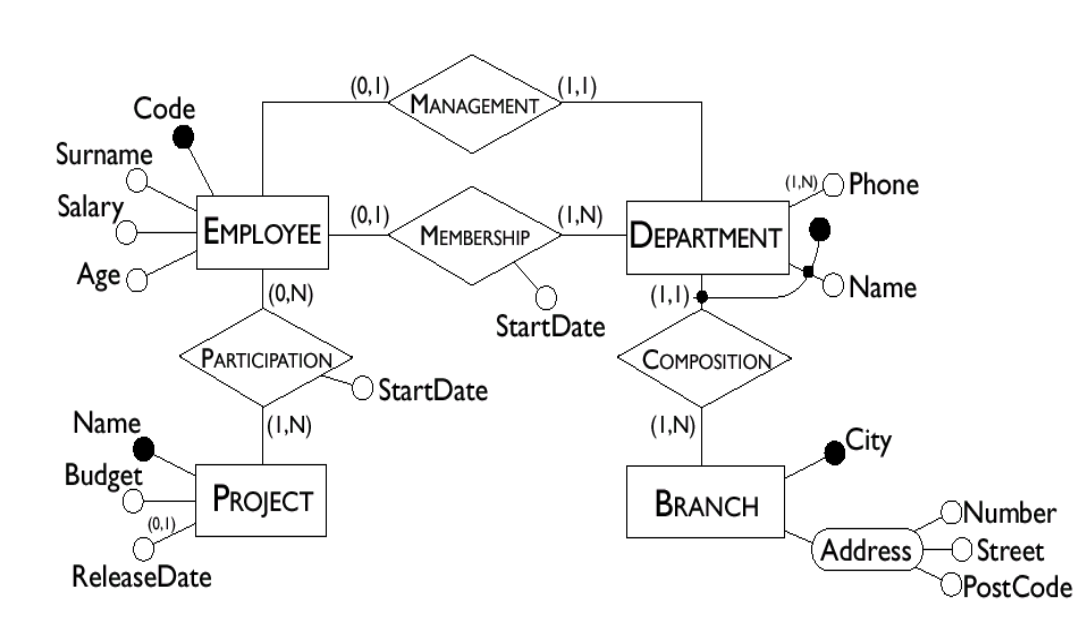 (0,1) MANAGEMENT (1,1)
Code
Surname
Salary
Age
EMPLOYEE
(0,1) MEMBERSHIP (1,N)
StartDate
DEPARTMENT
(1,N) Phone
Name
(0,N)
PARTICIPATION
StartDate
(1,N)
(1,1)
COMPOSITION
(1,N)
Name
Budget
(0,1)
ReleaseDate
PROJECT
BRANCH
City
Address
Number
Street
PostCode